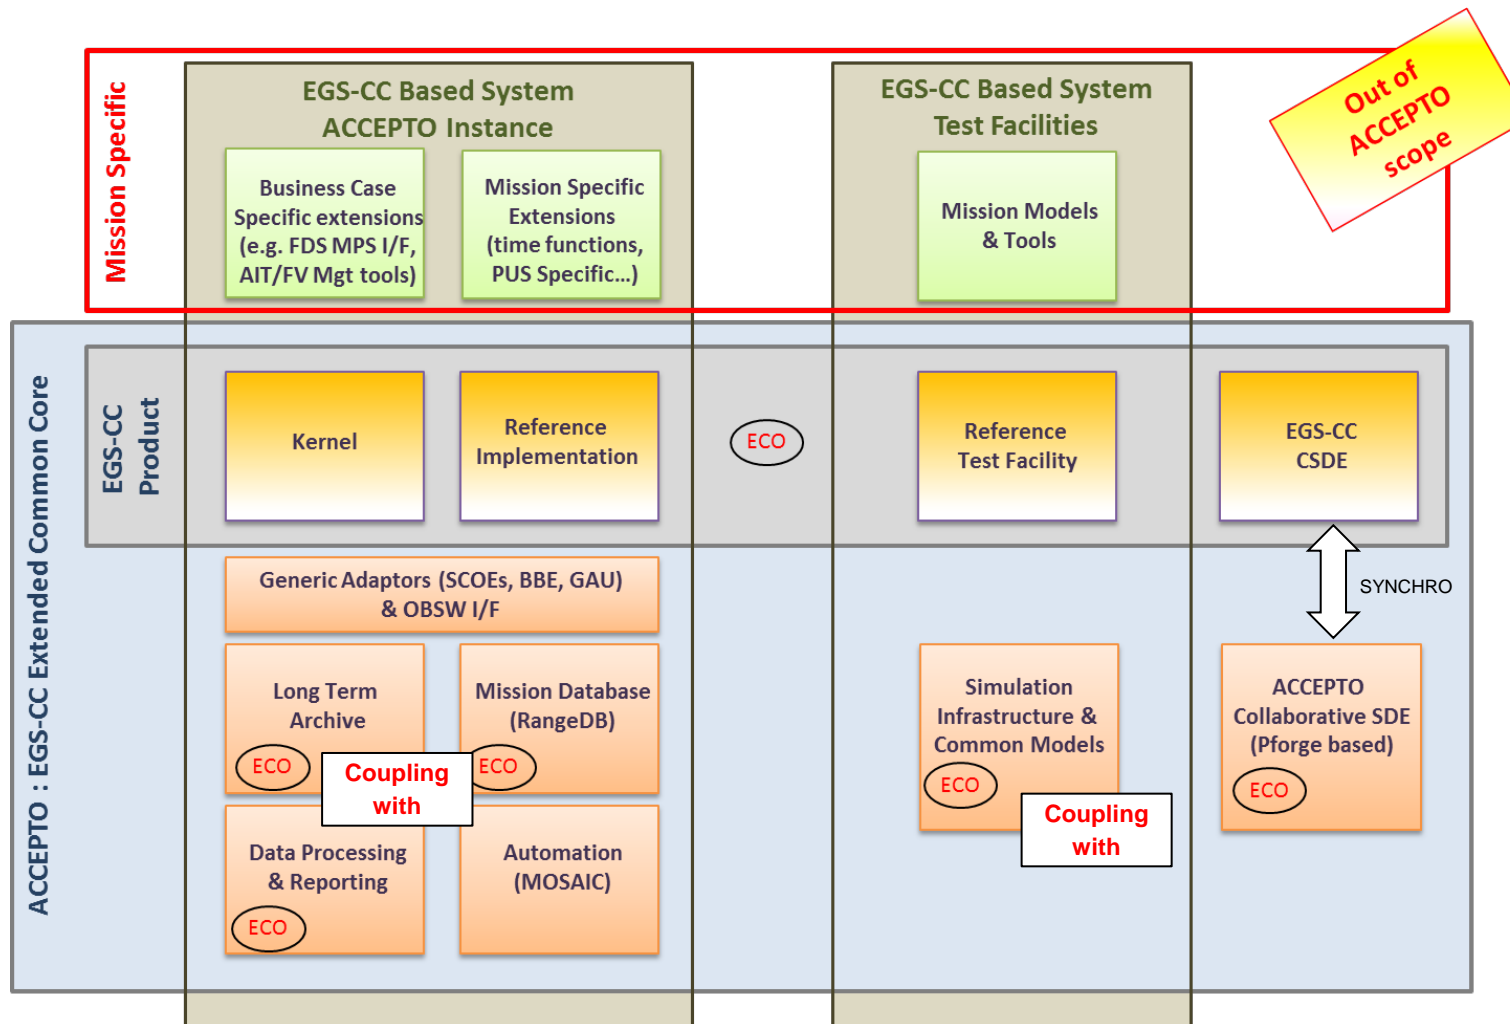 Mission Specific
EGS-CC Based System
ACCEPTO Instance
EGS-CC Based System
Test Facilities
Out of
ACCEPTO
scope
Business Case
Specific extensions
(e.g. FDS MPS I/F,
AIT/FV Mgt tools)
Mission Specific
Extensions
(time functions,
PUS Specific...)
Mission Models
& Tools
ACCEPTO : EGS-CC Extended Common Core
EGS-CC
Product
Kernel
Reference
Implementation
ECO
Reference
Test Facility
EGS-CC
CSDE
SYNCHRO
Generic Adaptors (SCOEs, BBE, GAU)
& OBSW I/F
Long Term
Archive
ECO
Mission Database
(RangeDB)
ECO
Coupling
with
Data Processing
& Reporting
ECO
Automation
(MOSAIC)
Simulation
Infrastructure &
Common Models
ECO
Coupling
with
ACCEPTO
Collaborative SDE
(Pforge based)
ECO